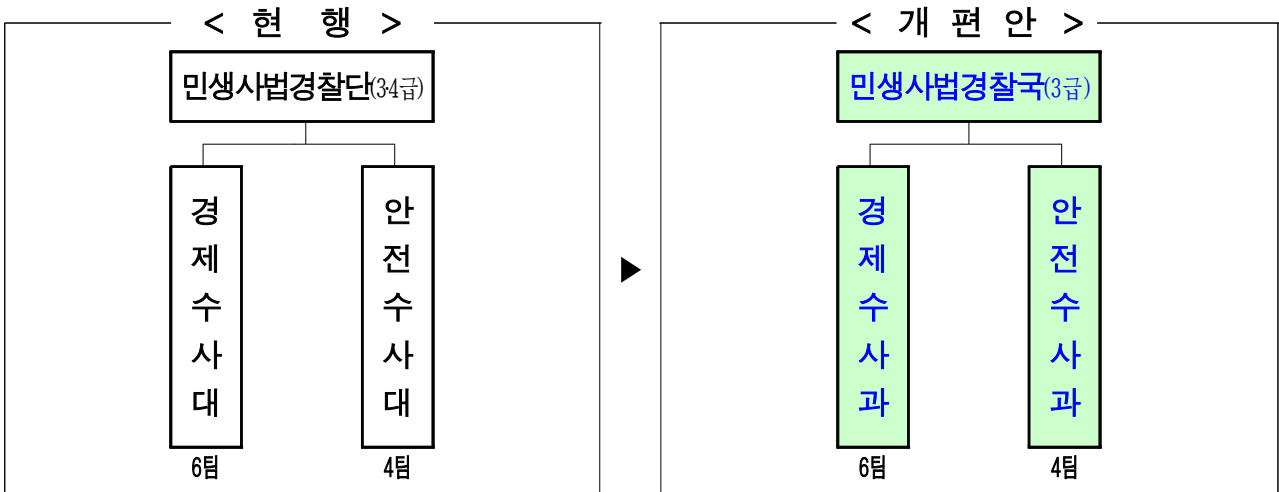 < 현 행 >
민생사법경찰단(3·4급)
경제수사대
안전수사대
6팀
4팀
▶
< 개 편 안 >
민생사법경찰국(3급)
경제수사과
안전수사과
6팀
4팀